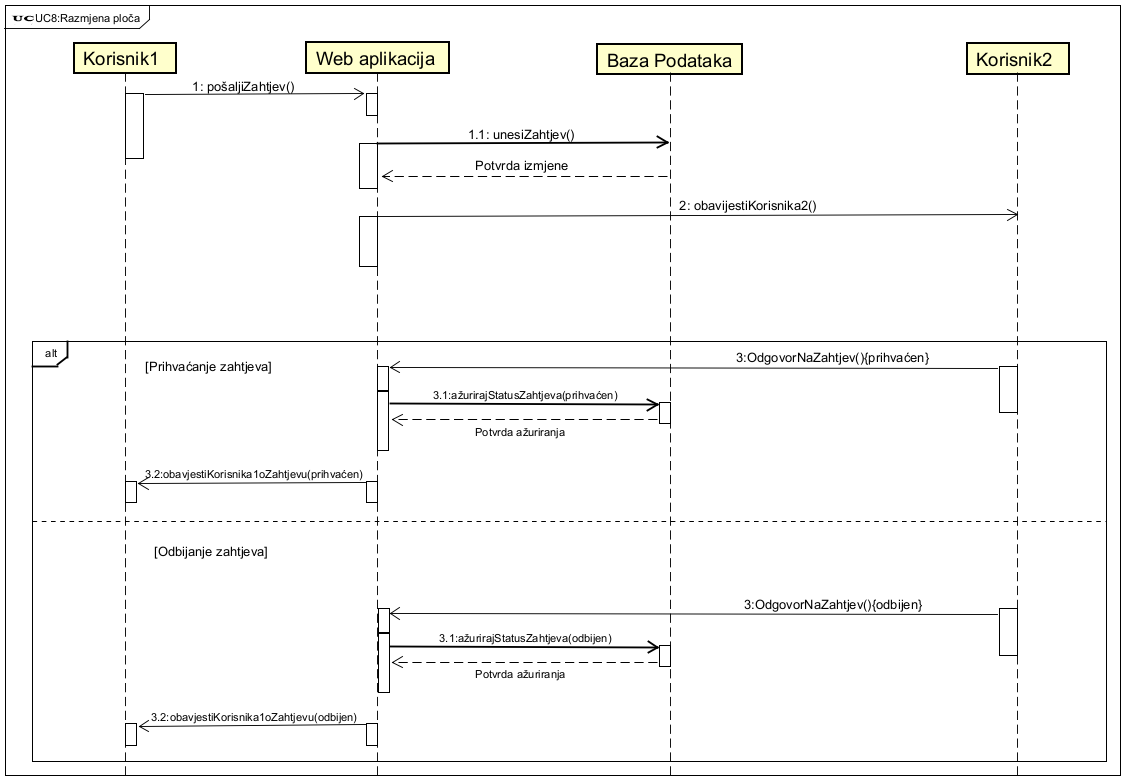 UC UC8:Razmjena ploča
Korisnik1
Web aplikacija
Baza Podataka
Korisnik2
1: pošaljiZahtjev()
1.1: unesiZahtjev()
Potvrda izmjene
2: obavijestiKorisnika2()
alt
[Prihvaćanje zahtjeva]
3:OdgovorNaZahtjev(){prihvaćen}
3.1:ažurirajStatusZahtjeva(prihvaćen)
Potvrda ažuriranja
3.2:obavjestiKorisnika1oZahtjevu(prihvaćen)
[Odbijanje zahtjeva]
3:OdgovorNaZahtjev(){odbijen}
3.1:ažurirajStatusZahtjeva(odbijen)
Potvrda ažuriranja
3.2:obavjestiKorisnika1oZahtjevu(odbijen)